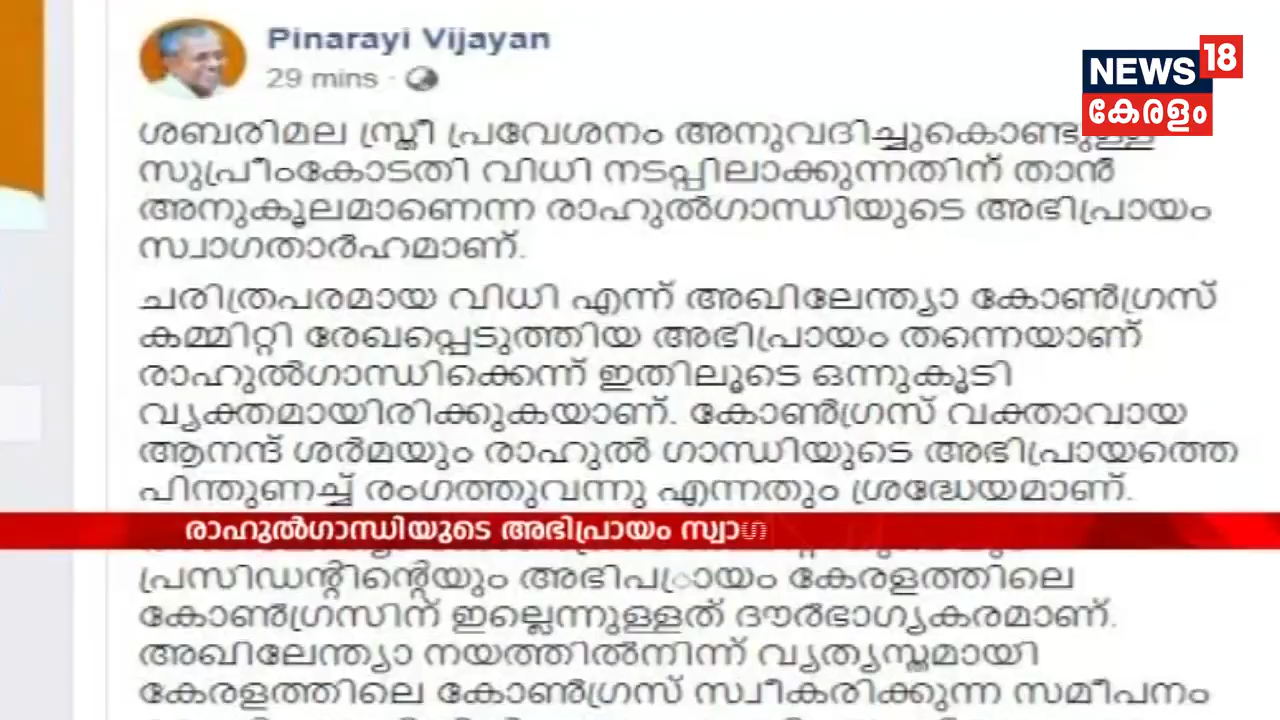 Pinarayi Vijayan
29 mins ·
NEWS 18
കേരളം
ശബരിമല സ്ത്രീ പ്രവേശനം അനുവദിച്ചുകൊണ്ടുള്ള
സുപ്രീംകോടതി വിധി നടപ്പിലാക്കുന്നതിന് താൻ
അനുകൂലമാണെന്ന രാഹുൽഗാന്ധിയുടെ അഭിപ്രായം
സ്വാഗതാർഹമാണ്.
ചരിത്രപരമായ വിധി എന്ന് അഖിലേന്ത്യാ കോൺഗ്രസ്
കമ്മിറ്റി രേഖപ്പെടുത്തിയ അഭിപ്രായം തന്നെയാണ്
രാഹുൽഗാന്ധിക്കെന്ന് ഇതിലൂടെ ഒന്നുകൂടി
വ്യക്തമായിരിക്കുകയാണ്. കോൺഗ്രസ് വക്താവായ
ആനന്ദ് ശർമയും രാഹുൽ ഗാന്ധിയുടെ അഭിപ്രായത്തെ
പിന്തുണച്ച് രംഗത്തുവന്നു എന്നതും ശ്രദ്ധേയമാണ്.
രാഹുൽഗാന്ധിയുടെ അഭിപ്രായം സ്വാഗ
പ്രസിഡന്റിന്റെയും അഭിപ്രായം കേരളത്തിലെ
കോൺഗ്രസിന് ഇല്ലെന്നുള്ളത് ദൗർഭാഗ്യകരമാണ്.
അഖിലേന്ത്യാ നയത്തിൽനിന്ന് വ്യത്യസ്തമായി
കേരളത്തിലെ കോൺഗ്രസ് സ്വീകരിക്കുന്ന സമീപനം